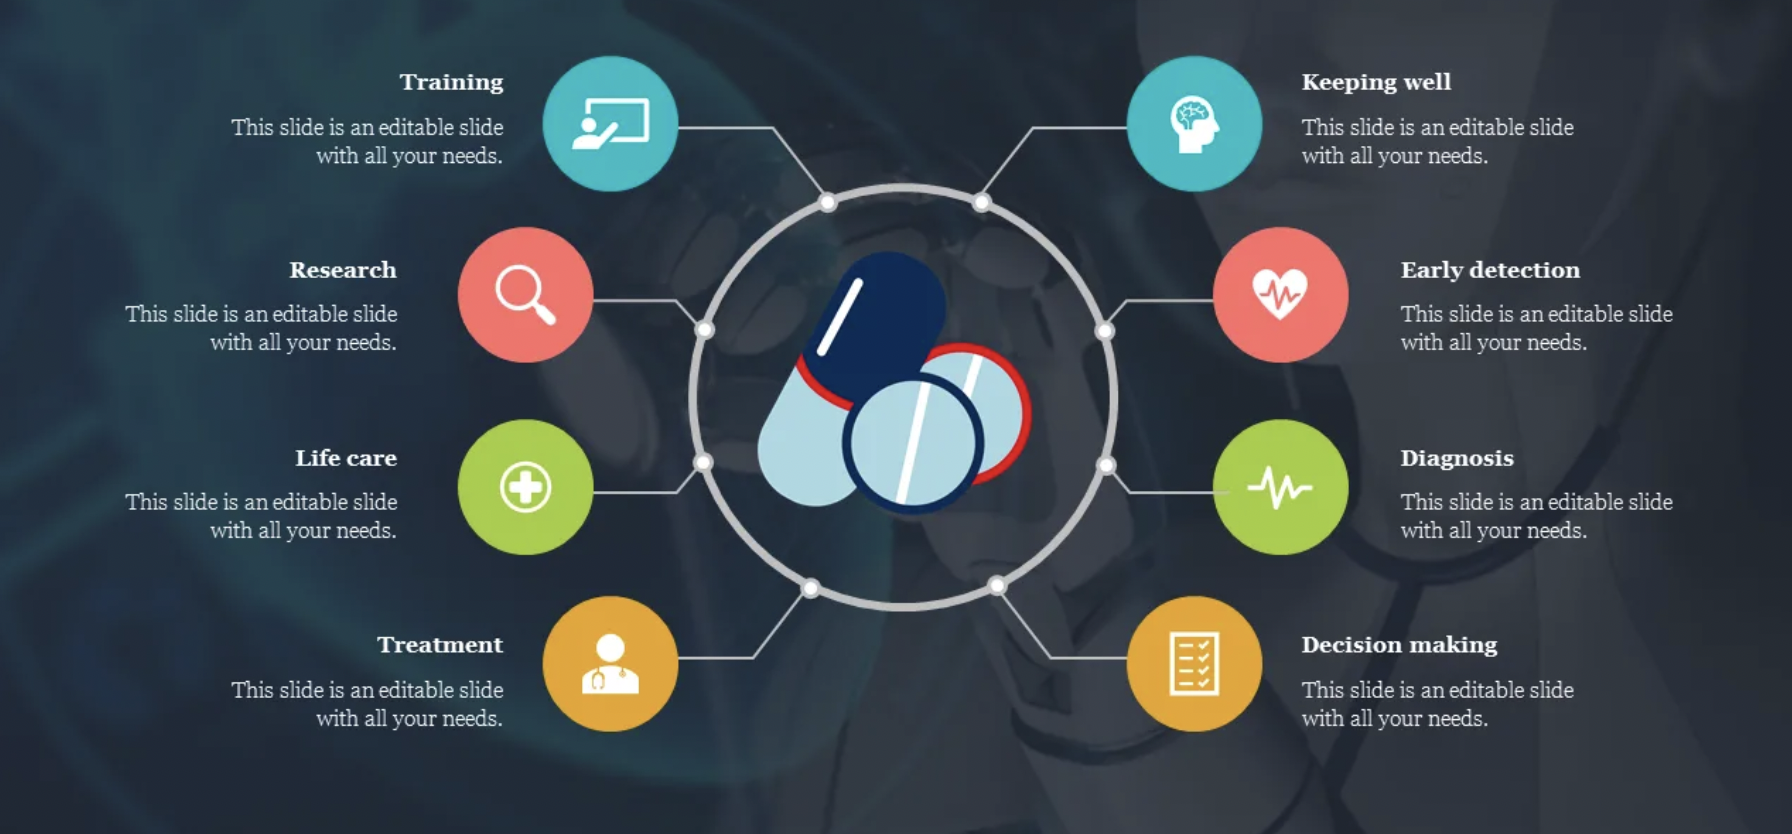 Training
This slide is an editable slide
with all your needs.
Research
This slide is an editable slide
with all your needs.
Life care
This slide is an editable slide
with all your needs.
Treatment
This slide is an editable slide
with all your needs.
Keeping well
This slide is an editable slide
with all your needs.
Early detection
This slide is an editable slide
with all your needs.
Diagnosis
This slide is an editable slide
with all your needs.
Decision making
This slide is an editable slide
with all your needs.